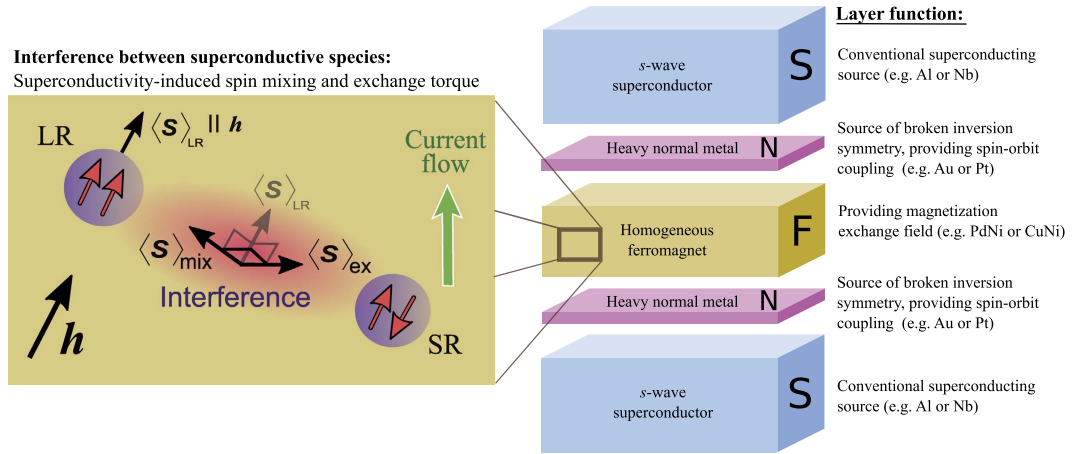 Interference between superconductive species:
Superconductivity-induced spin mixing and exchange torque
LR
⟨S⟩LR || h
Current
flow
⟨S⟩LR
⟨S⟩mix
⟨S⟩ex
Interference
h
SR
s-wave
superconductor
S
Heavy normal metal N
Homogeneous
ferromagnet
F
Heavy normal metal N
s-wave
superconductor
S
Layer function:
Conventional superconducting
source (e.g. Al or Nb)
Source of broken inversion
symmetry, providing spin-orbit
coupling (e.g. Au or Pt)
Providing magnetization
exchange field (e.g. PdNi or CuNi)
Source of broken inversion
symmetry, providing spin-orbit
coupling (e.g. Au or Pt)
Conventional superconducting
source (e.g. Al or Nb)